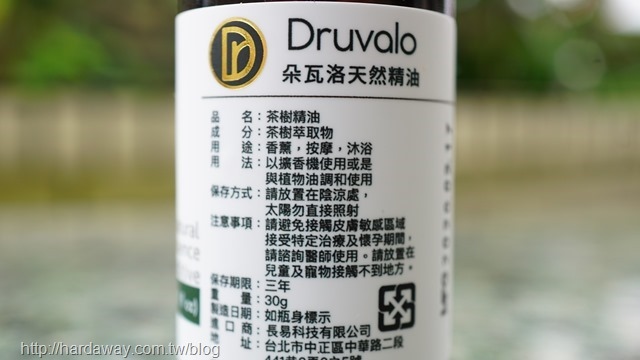 Dr
Druvalo
朵瓦洛天然精油
品 名：茶樹精油
成 分：茶樹萃取物
用 途：香薰，按摩，沐浴
用 法：以擴香機使用或是
與植物油調和使用
保存方式：請放置在陰涼處，
太陽勿直接照射
注意事項：請避免接觸皮膚敏感區域
接受特定治療及懷孕期間，
請諮詢醫師使用。請放置在
兒童及寵物接觸不到地方。
保存期限：三年
重 量：30g
製造日期：如瓶身標示
進 口 商：長易科技有限公司
地 址：台北市中正區中華路二段
http://hardaway.com.tw/blog